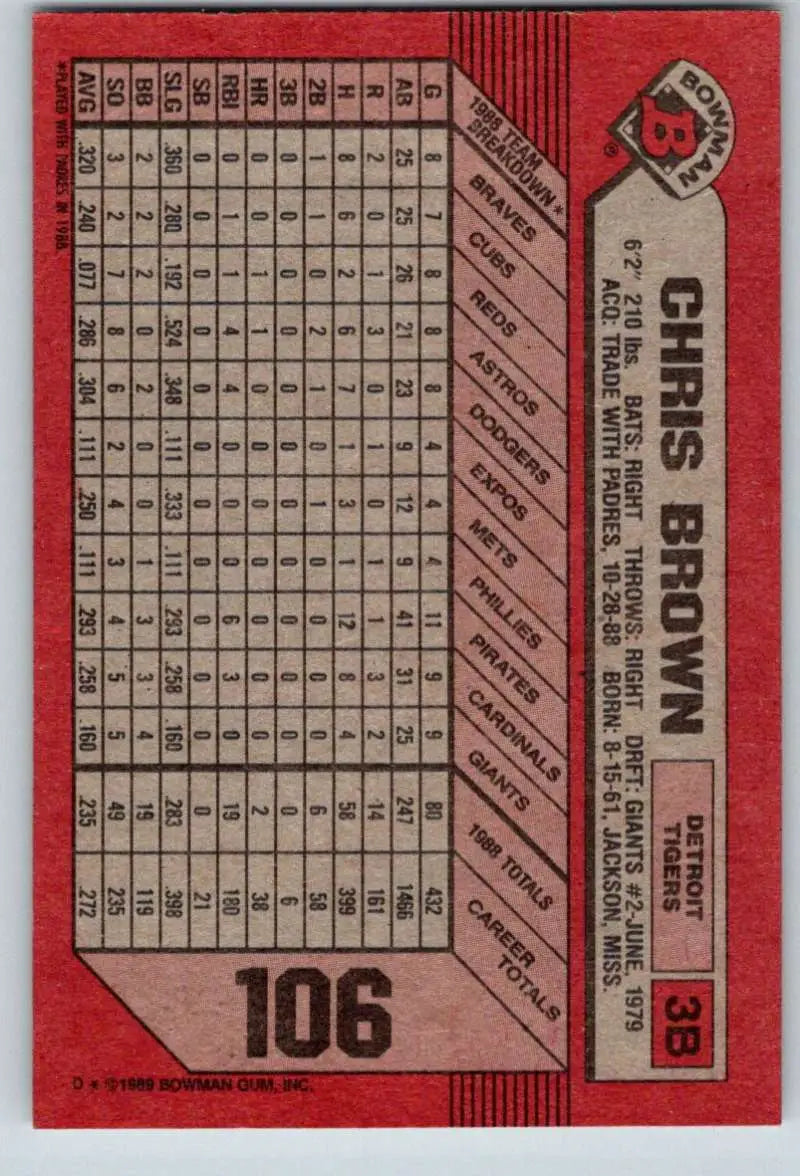 BOWMAN
B
®
CHRIS BROWN
DETROIT
TIGERS
3B
6'2" 210 lbs. BATS: RIGHT THROWS: RIGHT DRFT: GIANTS #2-JUNE, 1979
ACQ: TRADE WITH PADRES, 10-28-88 BORN: 8-15-61, JACKSON, MISS.
1988 TEAM
BREAKDOWN*
BRAVES
CUBS
REDS
ASTROS
DODGERS
EXPOS
METS
PHILLIES
PIRATES
CARDINALS
GIANTS
1988 TOTALS
CAREER
TOTALS
G 8 7 8 8 8 4 4 4 11 9 9 80 432
AB 25 25 26 21 23 9 12 9 41 31 25 247 1466
R 2 0 1 3 0 1 0 1 1 3 2 14 161
H 8 6 2 6 7 1 3 1 12 8 4 58 399
2B 1 1 0 2 1 0 1 0 0 0 0 6 58
3B 0 0 0 0 0 0 0 0 0 0 0 0 6
HR 0 0 1 1 0 0 0 0 0 0 0 2 38
RBI 0 1 1 4 4 0 0 0 6 3 0 19 180
SB 0 0 0 0 0 0 0 0 0 0 0 0 21
SLG .360 .280 .192 .524 .348 .111 .333 .111 .293 .258 .160 .283 .398
BB 2 2 2 0 2 0 0 1 3 3 4 19 119
SO 3 2 7 8 6 2 4 3 4 5 5 49 235
AVG .320 .240 .077 .286 .304 .111 .250 .111 .293 .258 .160 .235 .272
106
*PLAYED WITH PADRES IN 1988.
D * ©1989 BOWMAN GUM, INC.